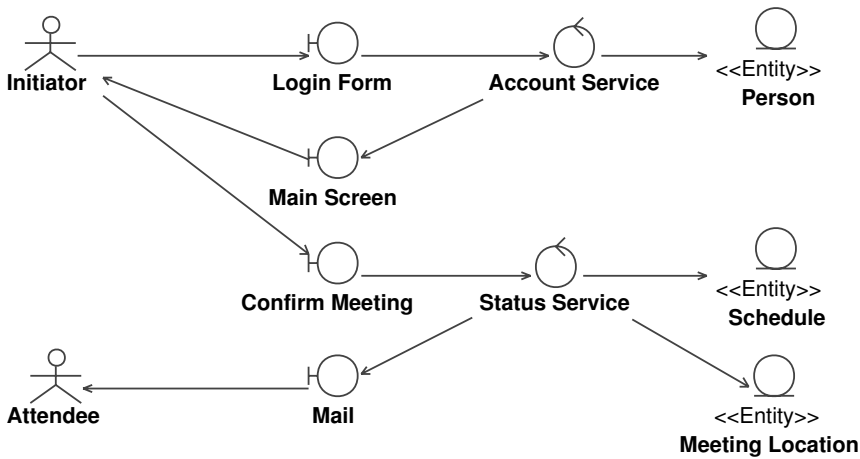 Initiator
Login Form
Account Service
<<Entity>>
Person
Main Screen
Confirm Meeting
Status Service
<<Entity>>
Schedule
Attendee
Mail
<<Entity>>
Meeting Location